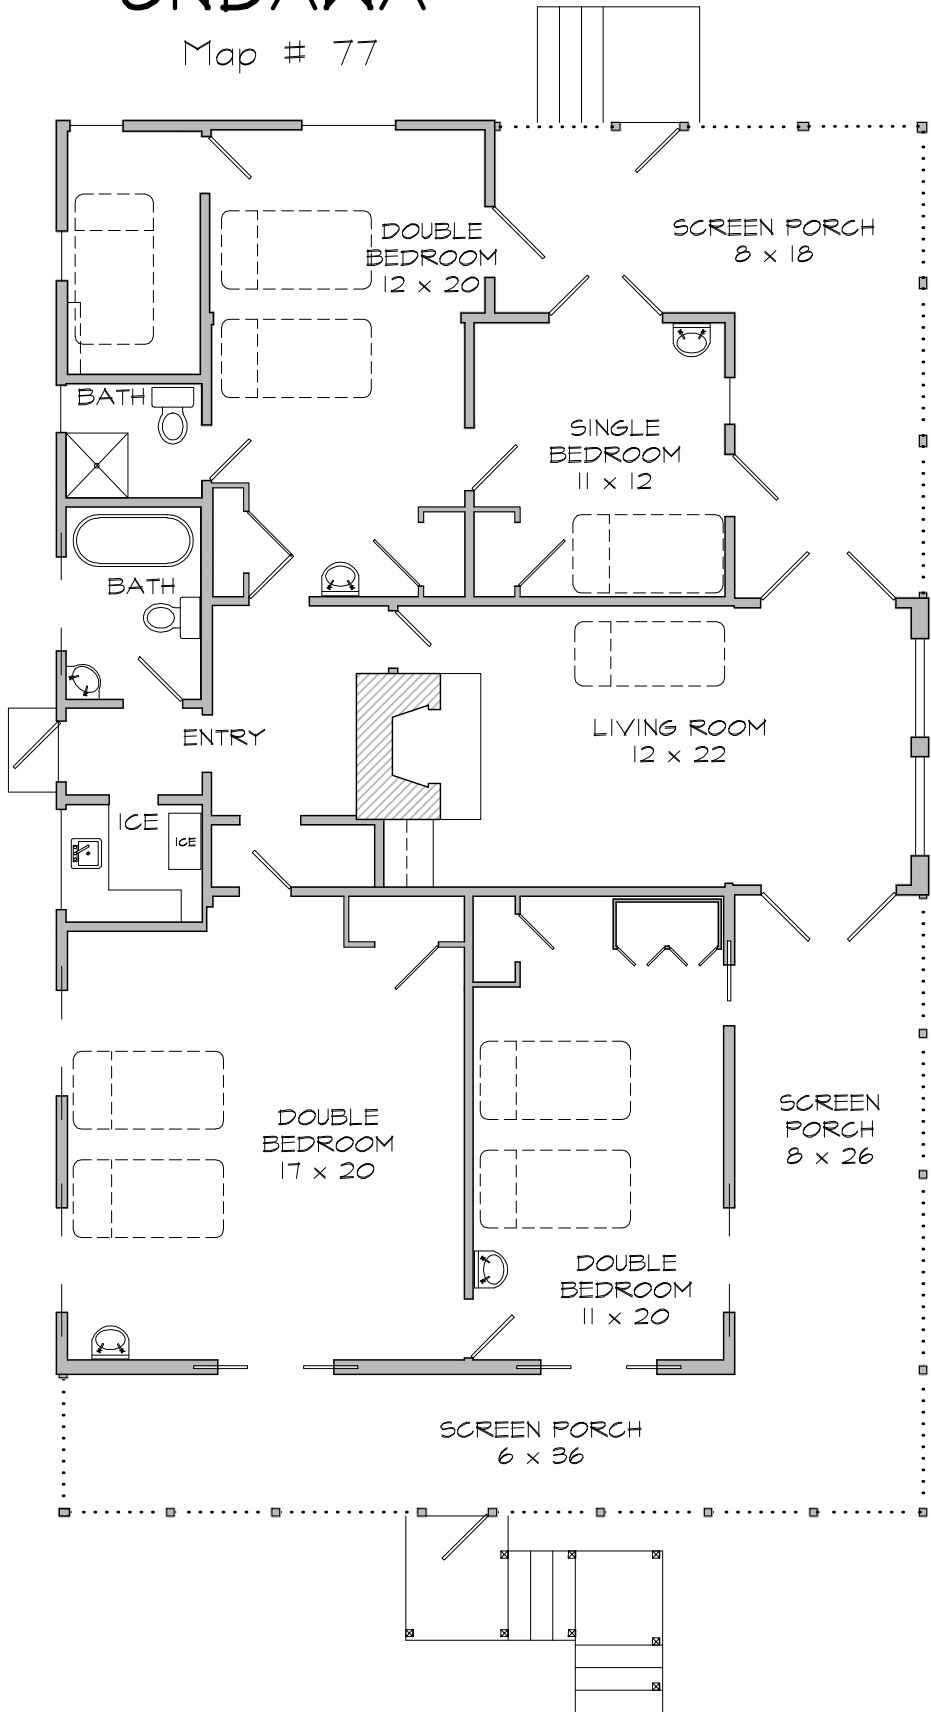 Map # 77
DOUBLE
BEDROOM
12 x 20
SCREEN PORCH
8 x 18
BATH
SINGLE
BEDROOM
11 x 12
BATH
ENTRY
LIVING ROOM
12 x 22
ICE
ICE
SCREEN
PORCH
8 x 26
DOUBLE
BEDROOM
17 x 20
DOUBLE
BEDROOM
11 x 20
SCREEN PORCH
6 x 36